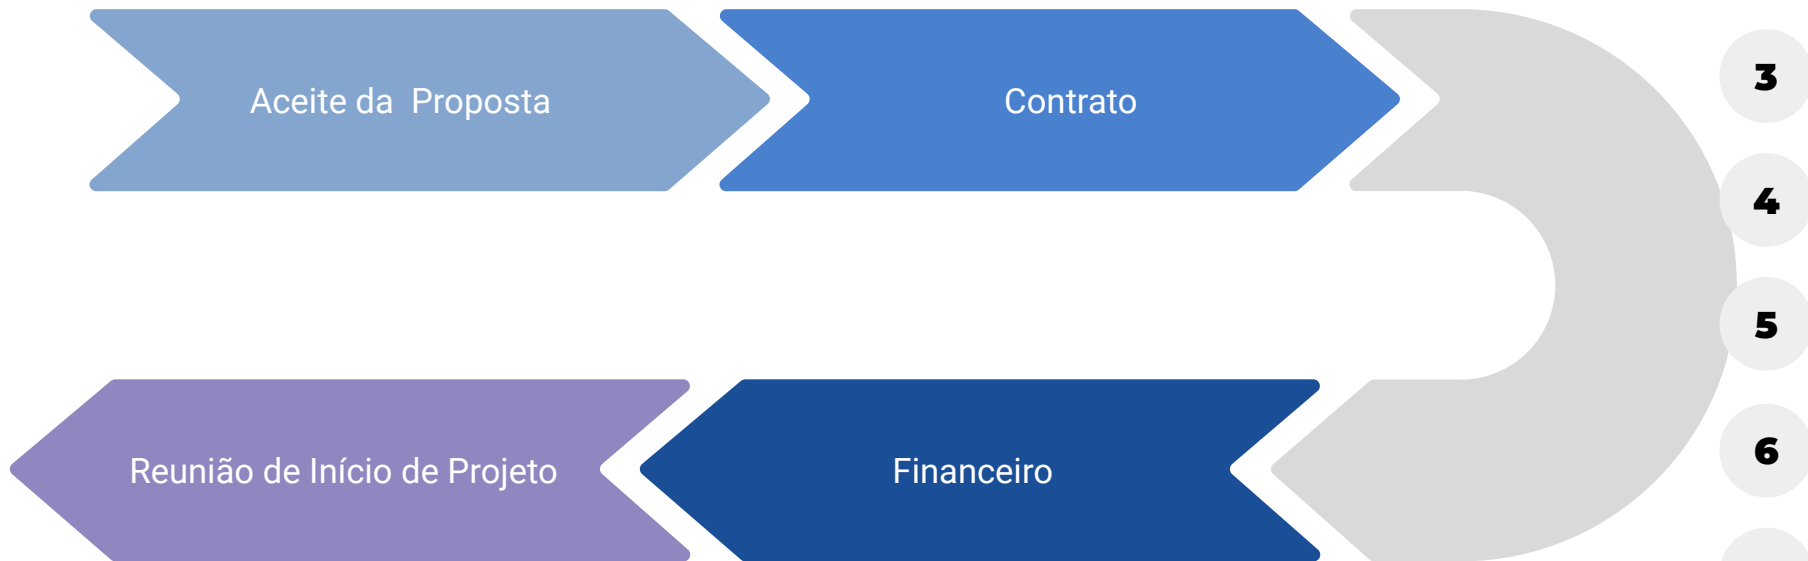 Aceite da  Proposta
Contrato
Financeiro
Reunião de Início de Projeto
3
4
5
6